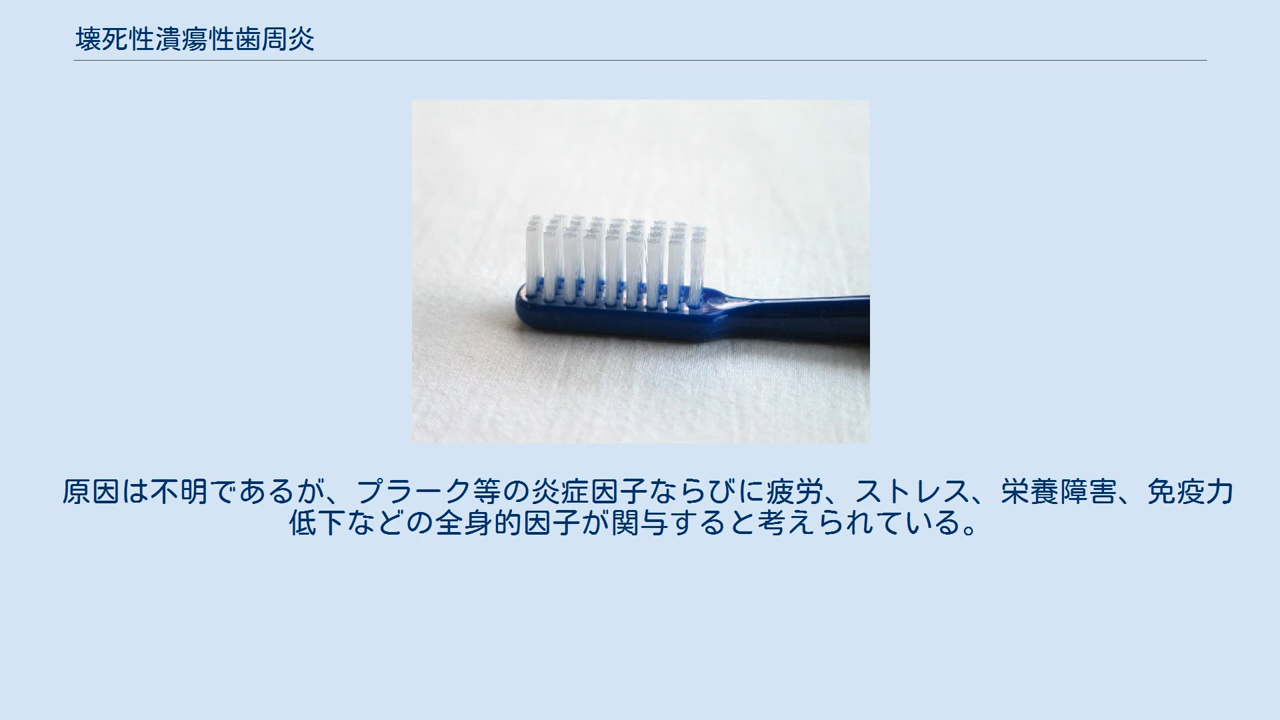 壊死性潰瘍性歯周炎
原因は不明であるが、プラーク等の炎症因子ならびに疲労、ストレス、栄養障害、免疫力
低下などの全身的因子が関与すると考えられている。